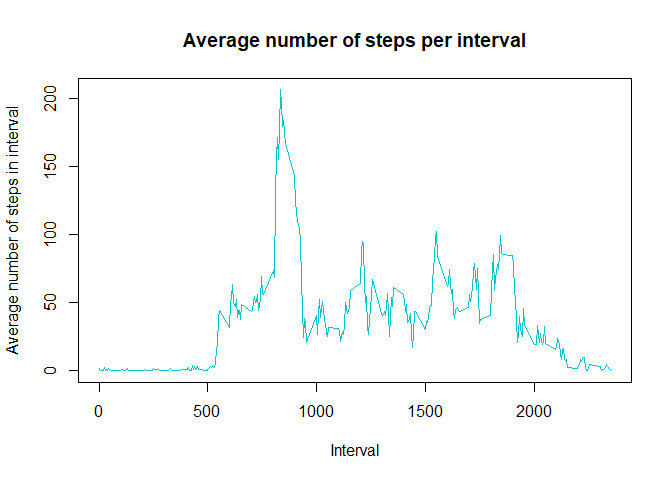 Average number of steps per interval
Average number of steps in interval
200
150
100
50
0
0 500 1000 1500 2000
Interval